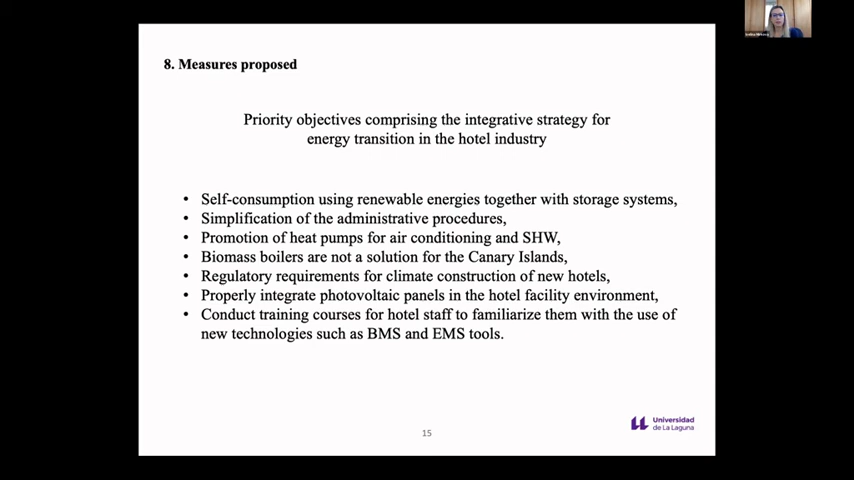 8. Measures proposed
Priority objectives comprising the integrative strategy for
energy transition in the hotel industry
• Self-consumption using renewable energies together with storage systems,
• Simplification of the administrative procedures,
• Promotion of heat pumps for air conditioning and SHW,
• Biomass boilers are not a solution for the Canary Islands,
• Regulatory requirements for climate construction of new hotels,
• Properly integrate photovoltaic panels in the hotel facility environment,
• Conduct training courses for hotel staff to familiarize them with the use of
new technologies such as BMS and EMS tools.
15
Universidad
de La Laguna